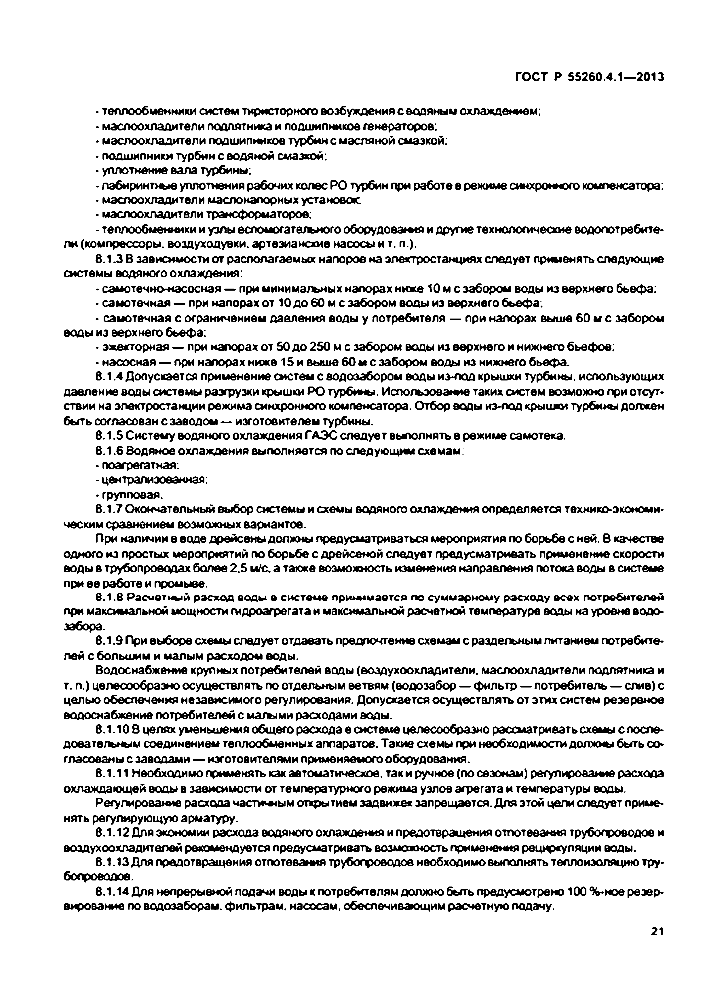 ГОСТ Р 55260.4.1—2013
- теплообменники систем тиристорного возбуждения с водяным охлаждением;
- маслоохладители подпятника и подшипников генераторов;
- маслоохладители подшипников турбин с масляной смазкой;
- подшипники турбин с водяной смазкой;
- уплотнение вала турбины;
- лабиринтные уплотнения рабочих колес РО турбин при работе в режиме синхронного компенсатора;
- маслоохладители маслонапорных установок;
- маслоохладители трансформаторов;
- теплообменники и узлы вспомогательного оборудования и другие технологические водопотребите-
ли (компрессоры, воздуходувки, артезианские насосы и т. п.).
8.1.3 В зависимости от располагаемых напоров на электростанциях следует применять следующие
системы водяного охлаждения:
- самотечно-насосная — при минимальных напорах ниже 10 м с забором воды из верхнего бьефа;
- самотечная — при напорах от 10 до 60 м с забором воды из верхнего бьефа;
- самотечная с ограничением давления воды у потребителя — при напорах выше 60 м с забором
воды из верхнего бьефа;
- эжекторная — при напорах от 50 до 250 м с забором воды из верхнего и нижнего бьефов;
- насосная — при напорах ниже 15 и выше 60 м с забором воды из нижнего бьефа.
8.1.4 Допускается применение систем с водозабором воды из-под крышки турбины, использующих
давление воды системы разгрузки крышки РО турбины. Использование таких систем возможно при отсут-
ствии на электростанции режима синхронного компенсатора. Отбор воды из-под крышки турбины должен
быть согласован с заводом — изготовителем турбины.
8.1.5 Систему водяного охлаждения ГАЭС следует выполнять в режиме самотека.
8.1.6 Водяное охлаждения выполняется по следующим схемам:
- поагрегатная;
- централизованная;
- групповая.
8.1.7 Окончательный выбор системы и схемы водяного охлаждения определяется технико-экономи-
ческим сравнением возможных вариантов.
При наличии в воде дрейсены должны предусматриваться мероприятия по борьбе с ней. В качестве
одного из простых мероприятий по борьбе с дрейсеной следует предусматривать применение скорости
воды в трубопроводах более 2.5 м/с, а также возможность изменения направления потока воды в системе
при ее работе и промыве.
8.1.8 Расчетный расход воды в системе принимается по суммарному расходу всех потребителей
при максимальной мощности гидроагрегата и максимальной расчетной температуре воды на уровне водо-
забора.
8.1.9 При выборе схемы следует отдавать предпочтение схемам с раздельным питанием потребите-
лей с большим и малым расходом воды.
Водоснабжение крупных потребителей воды (воздухоохладители, маслоохладители подпятника и
т. п.) целесообразно осуществлять по отдельным ветвям (водозабор — фильтр — потребитель — слив) с
целью обеспечения независимого регулирования. Допускается осуществлять от этих систем резервное
водоснабжение потребителей с малыми расходами воды.
8.1.10 В целях уменьшения общего расхода в системе целесообразно рассматривать схемы с после-
довательным соединением теплообменных аппаратов. Такие схемы при необходимости должны быть со-
гласованы с заводами — изготовителями применяемого оборудования.
8.1.11 Необходимо применять как автоматическое, так и ручное (по сезонам) регулирование расхода
охлаждающей воды в зависимости от температурного режима узлов агрегата и температуры воды.
Регулирование расхода частичным открытием задвижек запрещается. Для этой цели следует приме-
нять регулирующую арматуру.
8.1.12 Для экономии расхода водяного охлаждения и предотвращения отпотевания трубопроводов и
воздухоохладителей рекомендуется предусматривать возможность применения рециркуляции воды.
8.1.13 Для предотвращения отпотевания трубопроводов необходимо выполнять теплоизоляцию тру-
бопроводов.
8.1.14 Для непрерывной подачи воды к потребителям должно быть предусмотрено 100 %-ное резер-
вирование по водозаборам, фильтрам, насосам, обеспечивающим расчетную подачу.
21